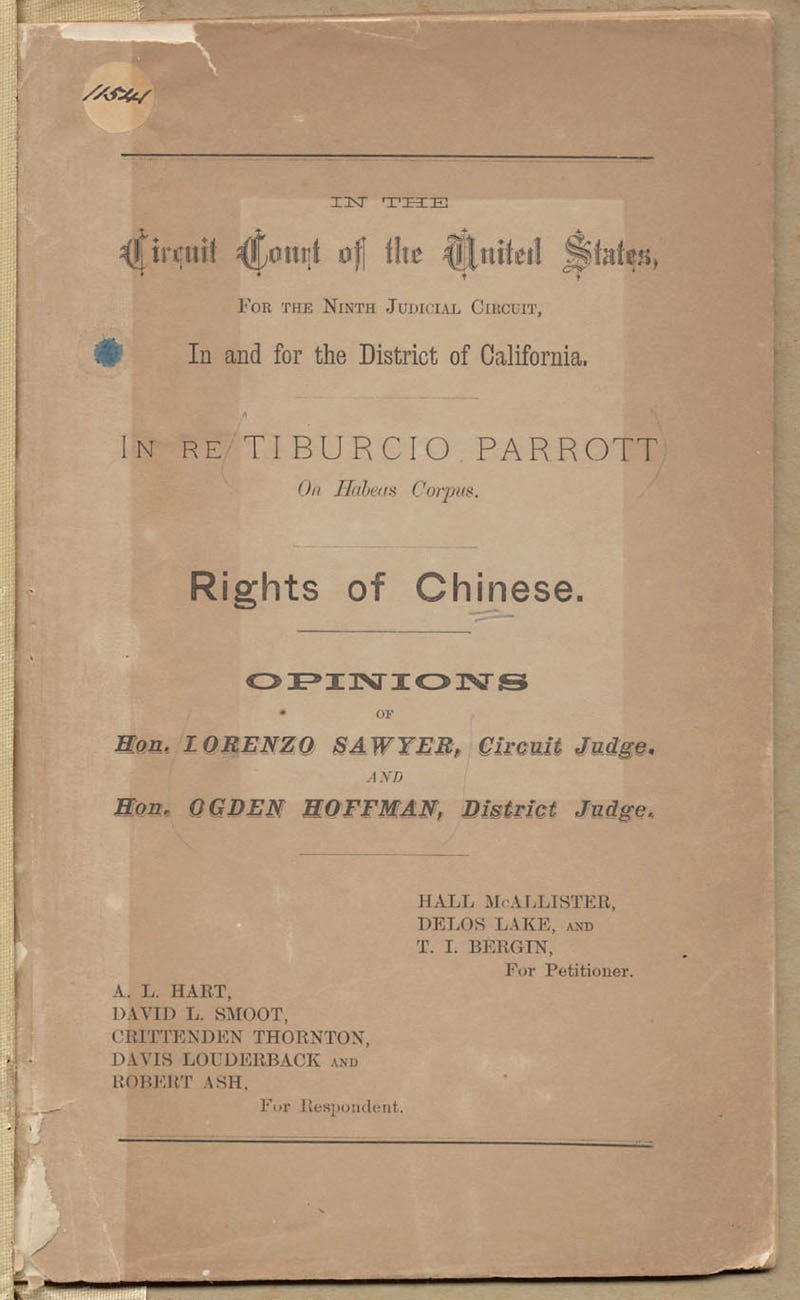 IN THE
Circuit Court of the United States,
For the Ninth Judicial Circuit,
In and for the District of California.
In re TIBURCIO PARROTT
On Habeas Corpus.
Rights of Chinese.
OPINIONS
OF
Hon. LORENZO SAWYER, Circuit Judge.
AND
Hon. OGDEN HOFFMAN, District Judge.
HALL McALLISTER,
DELOS LAKE, AND
T. I. BERGIN,
For Petitioner.
A. L. HART,
DAVID L. SMOOT,
CRITTENDEN THORNTON,
DAVIS LOUDERBACK AND
ROBERT ASH,
For Respondent.